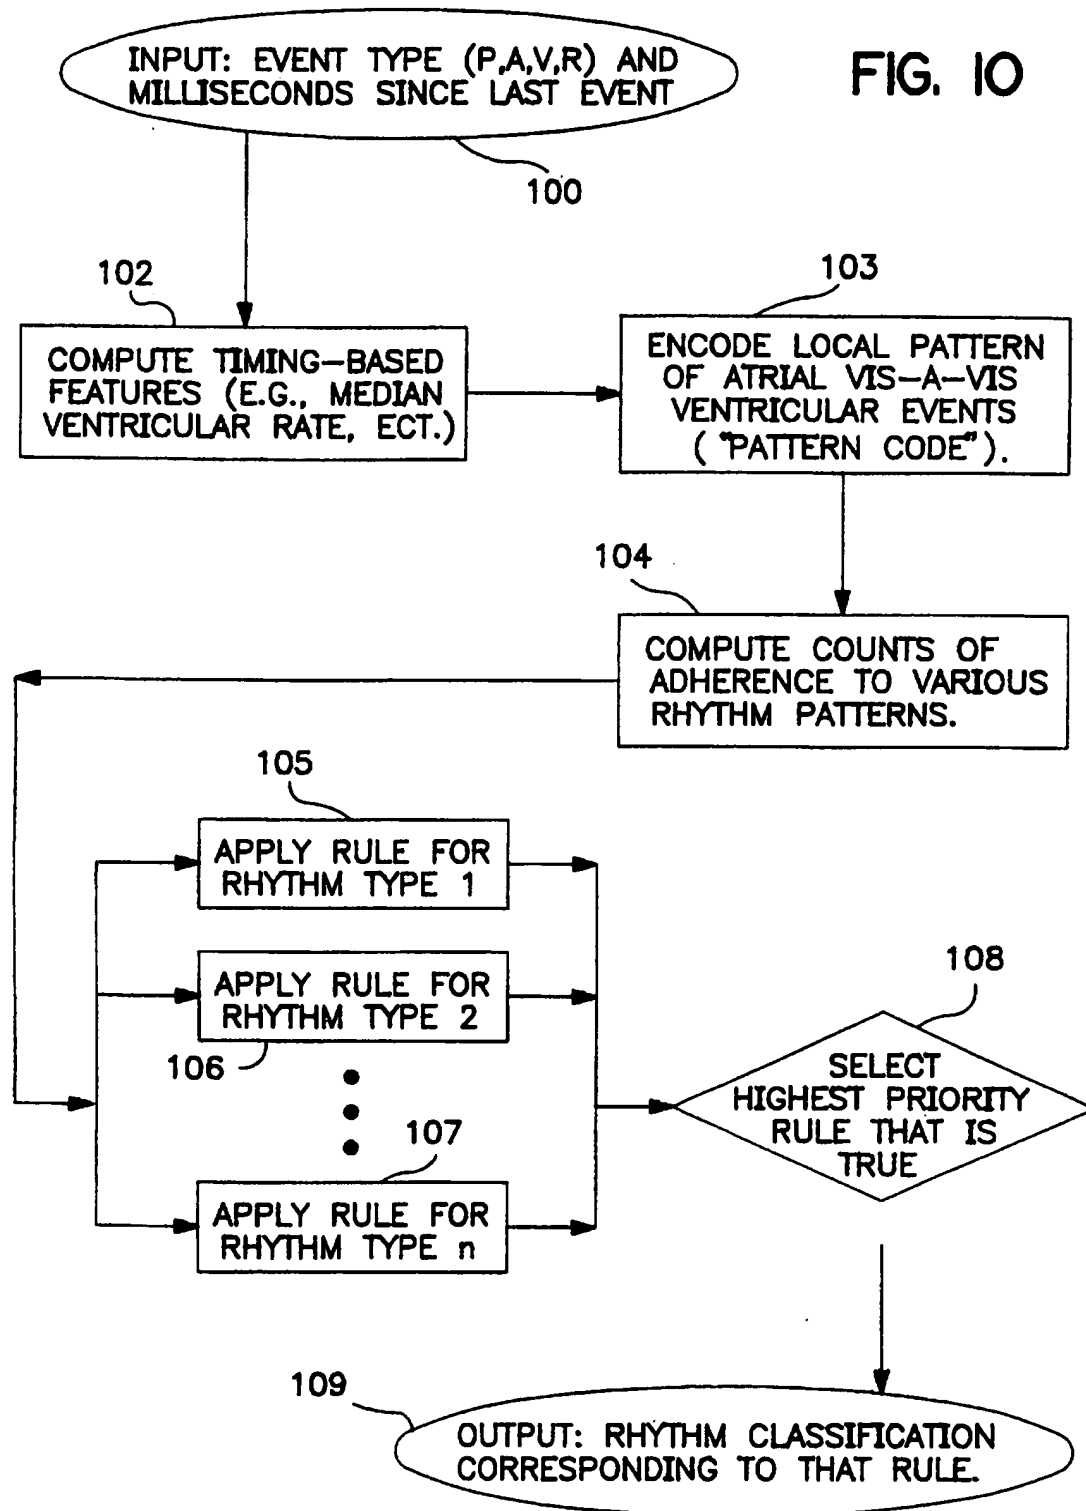 INPUT: EVENT TYPE (P,A,V,R) AND
MILLISECONDS SINCE LAST EVENT
FIG. 10
100
102
COMPUTE TIMING-BASED
FEATURES (E.G., MEDIAN
VENTRICULAR RATE, ECT.)
103
ENCODE LOCAL PATTERN
OF ATRIAL VIS-A-VIS
VENTRICULAR EVENTS
("PATTERN CODE").
104
COMPUTE COUNTS OF
ADHERENCE TO VARIOUS
RHYTHM PATTERNS.
105
APPLY RULE FOR
RHYTHM TYPE 1
APPLY RULE FOR
RHYTHM TYPE 2
106
107
APPLY RULE FOR
RHYTHM TYPE n
108
SELECT
HIGHEST PRIORITY
RULE THAT IS
TRUE
109
OUTPUT: RHYTHM CLASSIFICATION
CORRESPONDING TO THAT RULE.